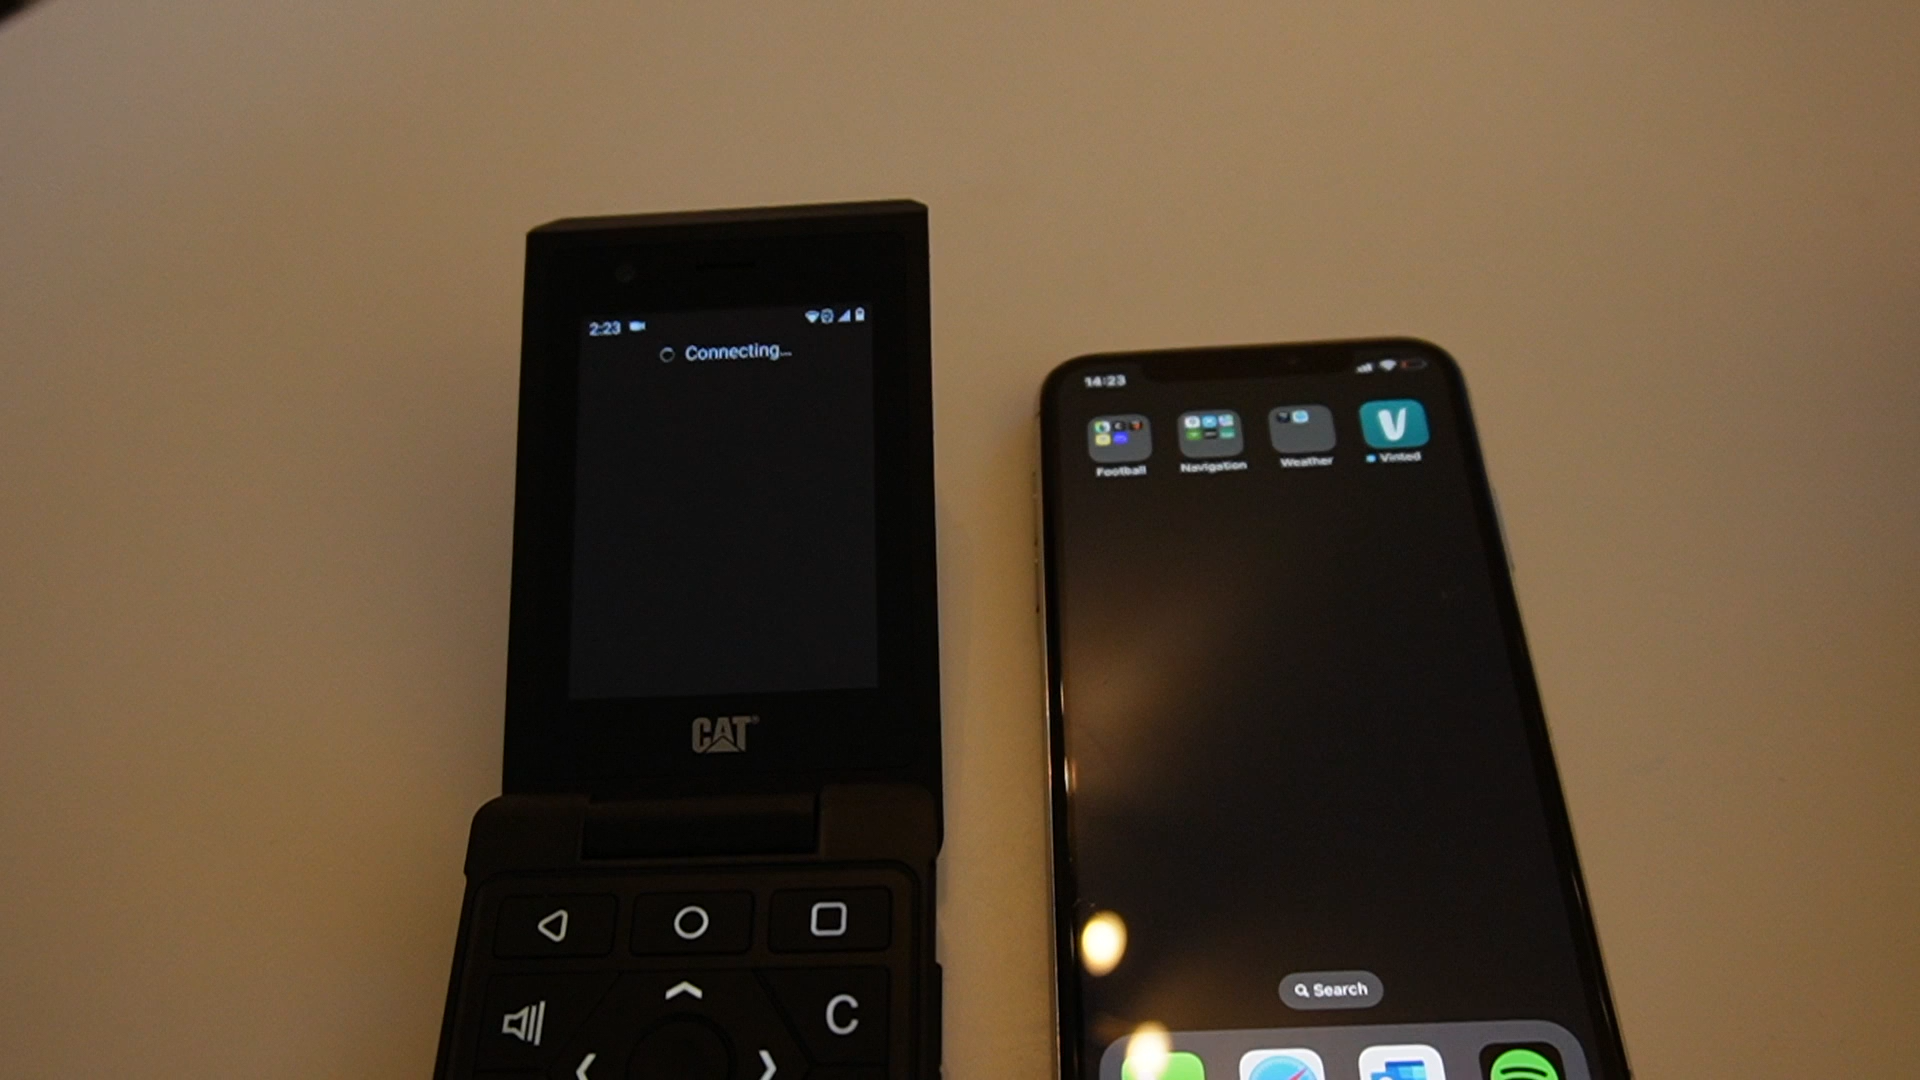 2:23
Connecting...
CAT®
C
14:23
Football
Navigation
Weather
Vinted
Search